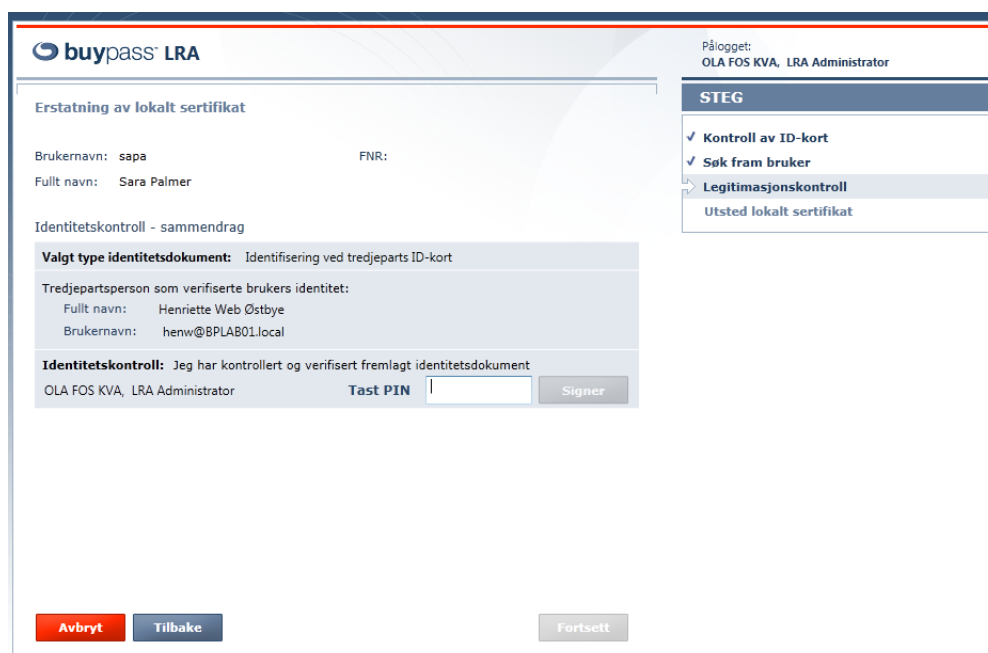 buypass LRA
Pålogget:
OLA FOS KVA, LRA Administrator
Erstatning av lokalt sertifikat
Brukernavn: sapa FNR:
Fullt navn: Sara Palmer
Identitetskontroll - sammendrag
Valgt type identitetsdokument: Identifisering ved tredjeparts ID-kort
Tredjepartsperson som verifiserte brukers identitet:
Fullt navn: Henriette Web Østbye
Brukernavn: henw@BPLAB01.local
Identitetskontroll: Jeg har kontrollert og verifisert fremlagt identitetsdokument
OLA FOS KVA, LRA Administrator Tast PIN Signer
Avbryt Tilbake Fortsett
STEG
Kontroll av ID-kort
Søk fram bruker
Legitimasjonskontroll
Utsted lokalt sertifikat